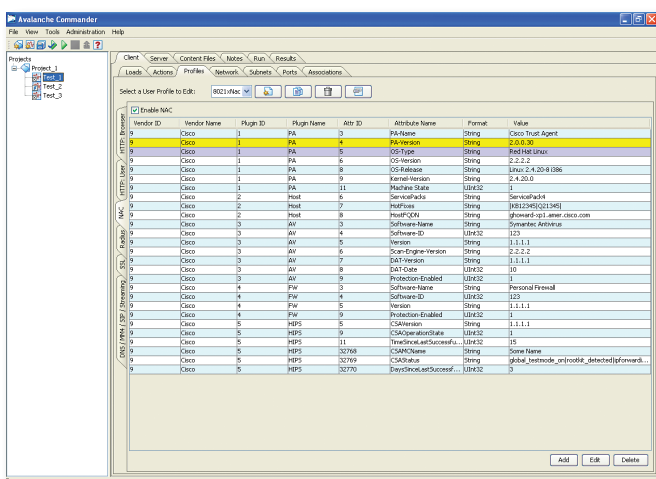 Avalanche Commander
File View Tools Administration Help
Projects
Project_1
Test_1
Test_2
Test_3
Client Server Content Files Notes Run Results
Loads Actions Profiles Network Subnets Ports Associations
Select a User Profile to Edit: 8021xNac
HTTP: Browser
HTTP: User
NAC
Radius
SSL
DNS / MM4 / SIP / Streaming
Enable NAC
Vendor ID Vendor Name Plugin ID Plugin Name Attr ID Attribute Name Format Value
9 Cisco 1 PA 3 PA-Name String Cisco Trust Agent
9 Cisco 1 PA 4 PA-Version String 2.0.0.30
9 Cisco 1 PA 5 OS-Type String Red Hat Linux
9 Cisco 1 PA 6 OS-Version String 2.2.2.2
9 Cisco 1 PA 8 OS-Release String Linux 2.4.20-8 i386
9 Cisco 1 PA 9 Kernel-Version String 2.4.20.0
9 Cisco 1 PA 11 Machine State UInt32 1
9 Cisco 2 Host 6 ServicePacks String ServicePack4
9 Cisco 2 Host 7 HotFixes String |KB12345|Q21345|
9 Cisco 2 Host 8 HostFQDN String ghoward-xp1.amer.cisco.com
9 Cisco 3 AV 3 Software-Name String Symantec Antivirus
9 Cisco 3 AV 4 Software-ID UInt32 123
9 Cisco 3 AV 5 Version String 1.1.1.1
9 Cisco 3 AV 6 Scan-Engine-Version String 2.2.2.2
9 Cisco 3 AV 7 DAT-Version String 1.1.1.1
9 Cisco 3 AV 8 DAT-Date UInt32 10
9 Cisco 3 AV 9 Protection-Enabled UInt32 1
9 Cisco 4 FW 3 Software-Name String Personal Firewall
9 Cisco 4 FW 4 Software-ID UInt32 123
9 Cisco 4 FW 5 Version String 1.1.1.1
9 Cisco 4 FW 9 Protection-Enabled UInt32 1
9 Cisco 5 HIPS 5 CSAVersion String 1.1.1.1
9 Cisco 5 HIPS 9 CSAOperationState UInt32 1
9 Cisco 5 HIPS 11 TimeSinceLastSuccessfu... UInt32 15
9 Cisco 5 HIPS 32768 CSAMCName String Some Name
9 Cisco 5 HIPS 32769 CSAStatus String global_testmode_on|rootkit_detected|ipforwardi...
9 Cisco 5 HIPS 32770 DaysSinceLastSuccessf... UInt32 3
Add Edit Delete